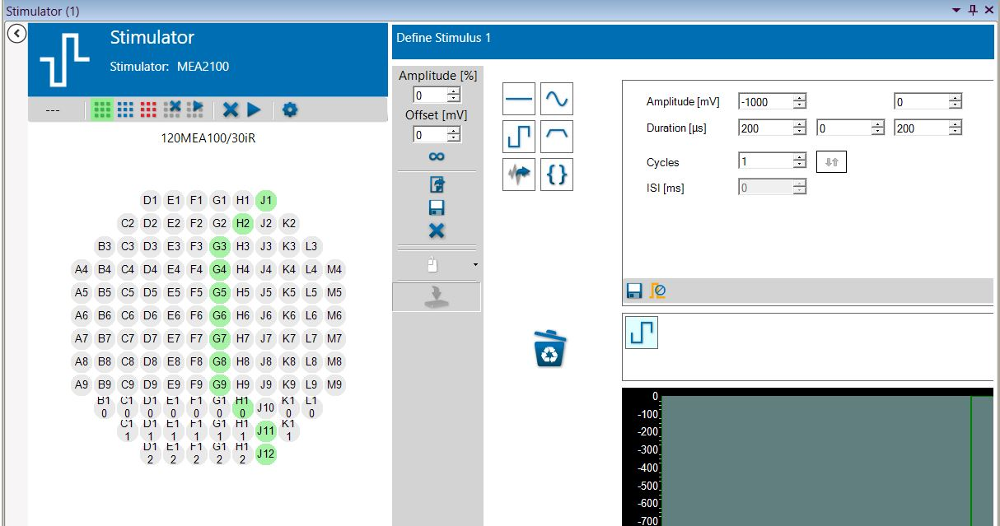 Stimulator (1)
Stimulator
Stimulator: MEA2100
---
120MEA100/30iR
D1 E1 F1 G1 H1 J1
C2 D2 E2 F2 G2 H2 J2 K2
B3 C3 D3 E3 F3 G3 H3 J3 K3 L3
A4 B4 C4 D4 E4 F4 G4 H4 J4 K4 L4 M4
A5 B5 C5 D5 E5 F5 G5 H5 J5 K5 L5 M5
A6 B6 C6 D6 E6 F6 G6 H6 J6 K6 L6 M6
A7 B7 C7 D7 E7 F7 G7 H7 J7 K7 L7 M7
A8 B8 C8 D8 E8 F8 G8 H8 J8 K8 L8 M8
A9 B9 C9 D9 E9 F9 G9 H9 J9 K9 L9 M9
B10 C10 D10 E10 F10 G10 H10 J10 K10 L10
C11 D11 E11 F11 G11 H11 J11 K11
D12 E12 F12 G12 H12 J12
Define Stimulus 1
Amplitude [%]
0
Offset [mV]
0
Amplitude [mV] -1000 0
Duration [µs] 200 0 200
Cycles 1
ISI [ms] 0
0
-100
-200
-300
-400
-500
-600
-700